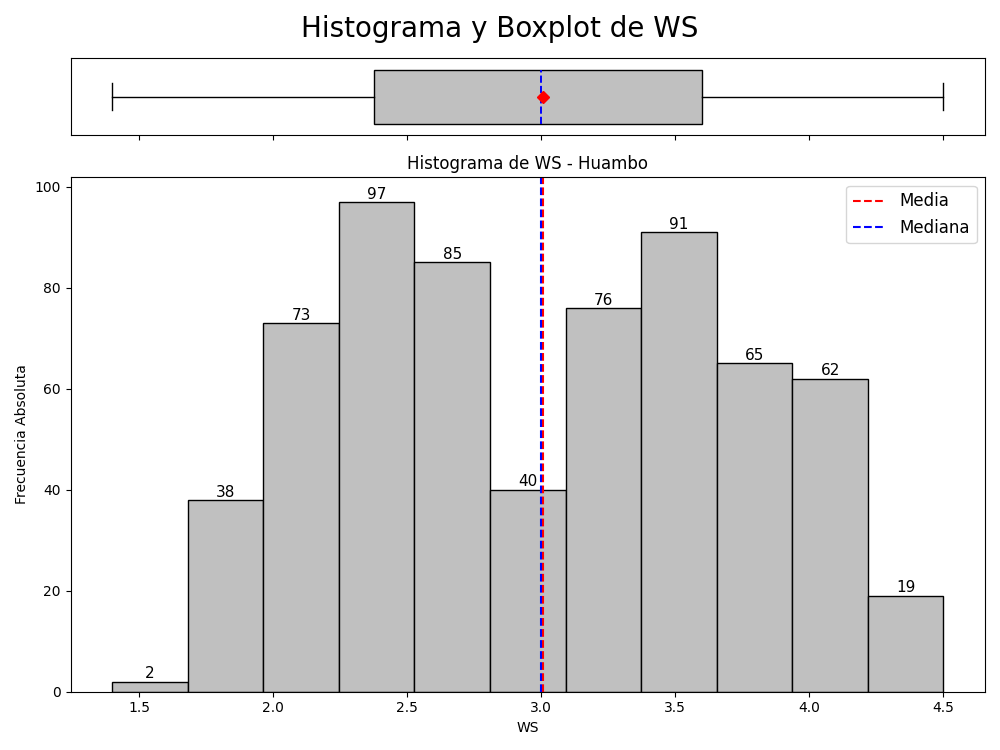 Histograma y Boxplot de WS
Histograma de WS - Huambo
Media
Mediana
Frecuencia Absoluta
100
80
60
40
20
0
2
38
73
97
85
40
76
91
65
62
19
1.5 2.0 2.5 3.0 3.5 4.0 4.5
WS